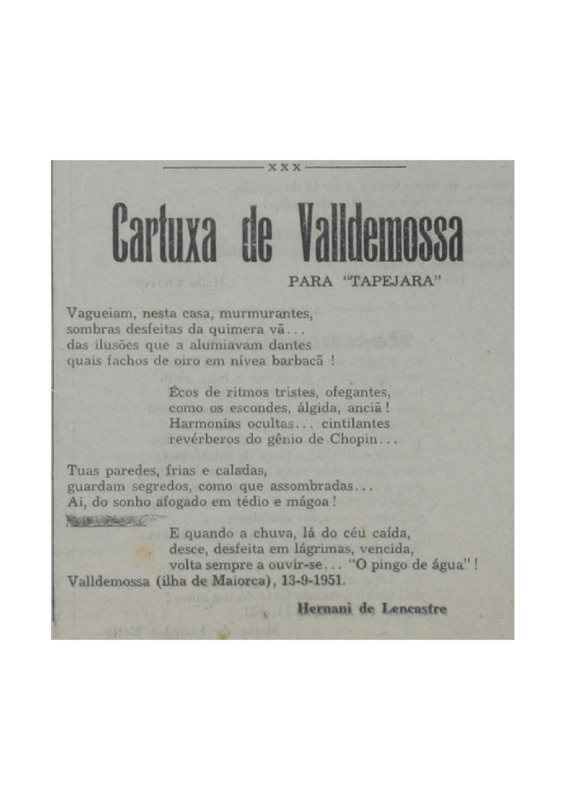 x x x
Cartuxa de Valldemossa
PARA "TAPEJARA"
Vagueiam, nesta casa, murmurantes,
sombras desfeitas da quimera vã...
das ilusões que a alumiavam dantes
quais fachos de oiro em nívea barbacã !
Écos de ritmos tristes, ofegantes,
como os escondes, álgida, anciã !
Harmonias ocultas... cintilantes
revérberos do gênio de Chopin...
Tuas paredes, frias e caladas,
guardam segredos, como que assombradas...
Ai, do sonho afogado em tédio e mágoa !
E quando a chuva, lá do céu caída,
desce, desfeita em lágrimas, vencida,
volta sempre a ouvir-se... "O pingo de água" !
Valldemossa (ilha de Maiorca), 13-9-1951.
Hernani de Lencastre